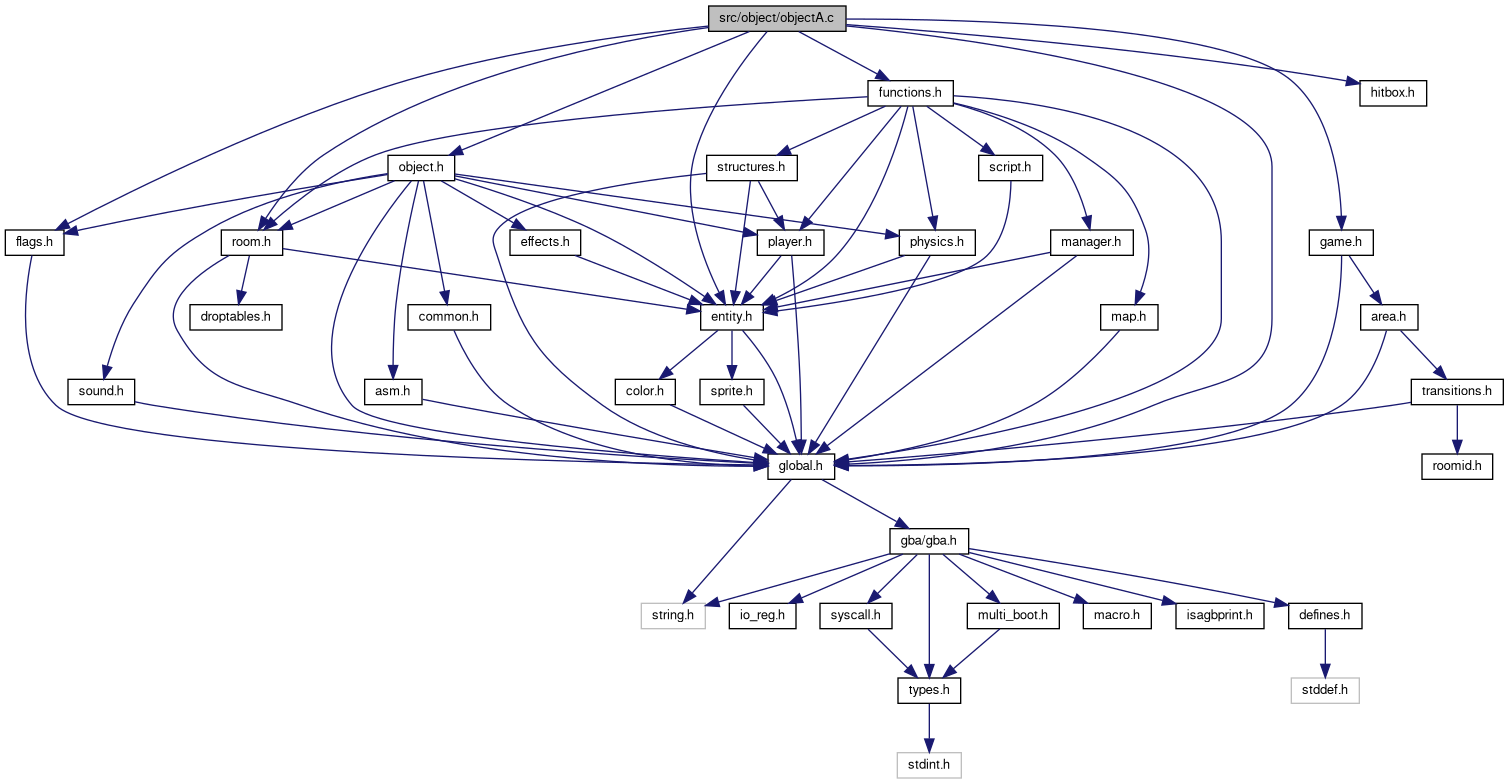 src/object/objectA.c
functions.h
hitbox.h
object.h
structures.h
script.h
flags.h
room.h
effects.h
player.h
physics.h
manager.h
game.h
droptables.h
common.h
entity.h
map.h
area.h
sound.h
asm.h
color.h
sprite.h
transitions.h
global.h
roomid.h
gba/gba.h
string.h
io_reg.h
syscall.h
multi_boot.h
macro.h
isagbprint.h
defines.h
types.h
stddef.h
stdint.h